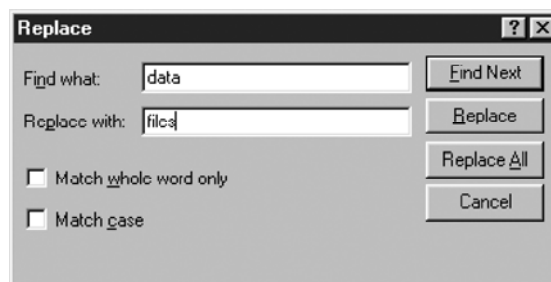 Replace
Find what: data
Find Next
Replace with: files
Replace
Replace All
Match whole word only
Cancel
Match case